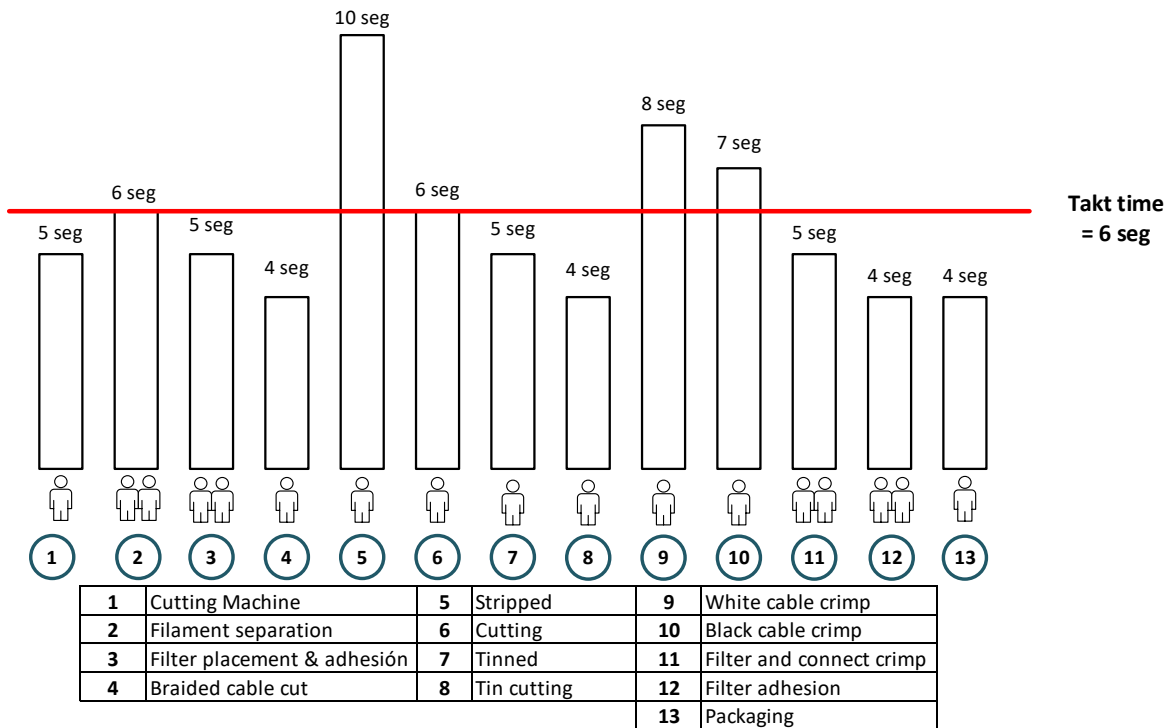 10 seg
8 seg
7 seg
6 seg
6 seg
Takt time
= 6 seg
5 seg
5 seg
5 seg
5 seg
4 seg
4 seg
4 seg
4 seg
1 2 3 4 5 6 7 8 9 10 11 12 13
1 Cutting Machine 5 Stripped 9 White cable crimp
2 Filament separation 6 Cutting 10 Black cable crimp
3 Filter placement & adhesión 7 Tinned 11 Filter and connect crimp
4 Braided cable cut 8 Tin cutting 12 Filter adhesion
13 Packaging